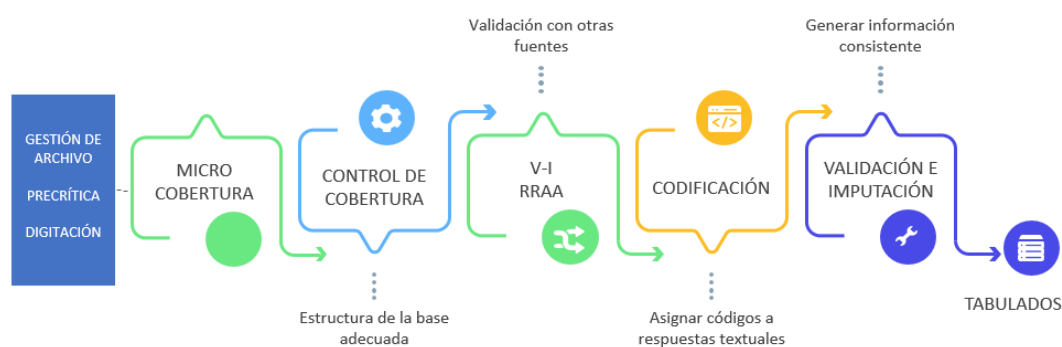 GESTIÓN DE
ARCHIVO
PRECRÍTICA
DIGITACIÓN
MICRO
COBERTURA
CONTROL DE
COBERTURA
Estructura de la base
adecuada
Validación con otras
fuentes
V-I
RRAA
CODIFICACIÓN
Asignar códigos a
respuestas textuales
Generar información
consistente
VALIDACIÓN E
IMPUTACIÓN
TABULADOS